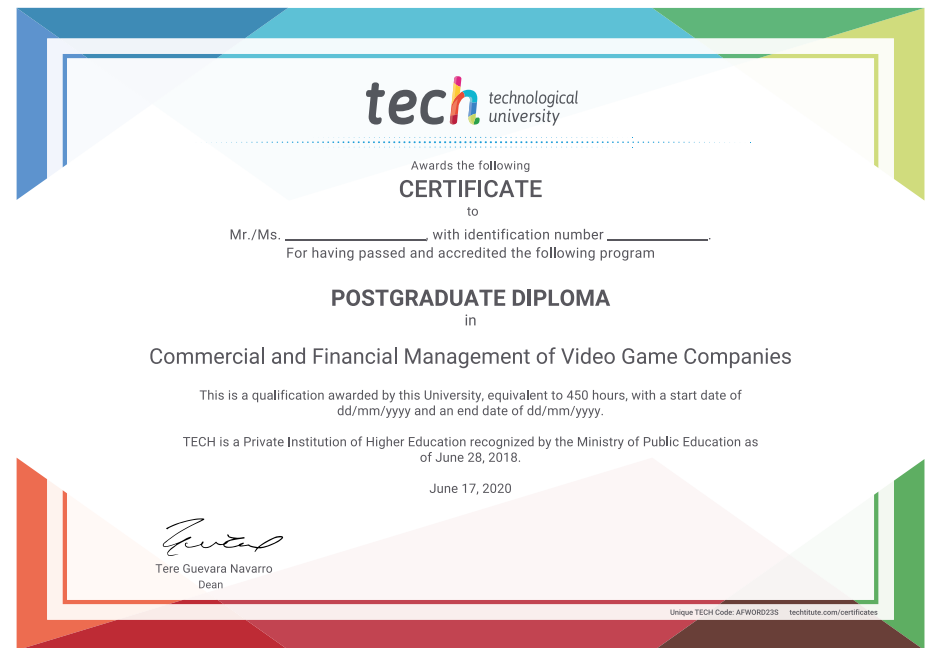 tech technological
university
Awards the following
CERTIFICATE
to
Mr./Ms. ________________, with identification number ____________.
For having passed and accredited the following program
POSTGRADUATE DIPLOMA
in
Commercial and Financial Management of Video Game Companies
This is a qualification awarded by this University, equivalent to 450 hours, with a start date of
dd/mm/yyyy and an end date of dd/mm/yyyy.
TECH is a Private Institution of Higher Education recognized by the Ministry of Public Education as
of June 28, 2018.
June 17, 2020
Tere Guevara Navarro
Dean
Unique TECH Code: AFWORD23S techtitute.com/certificates